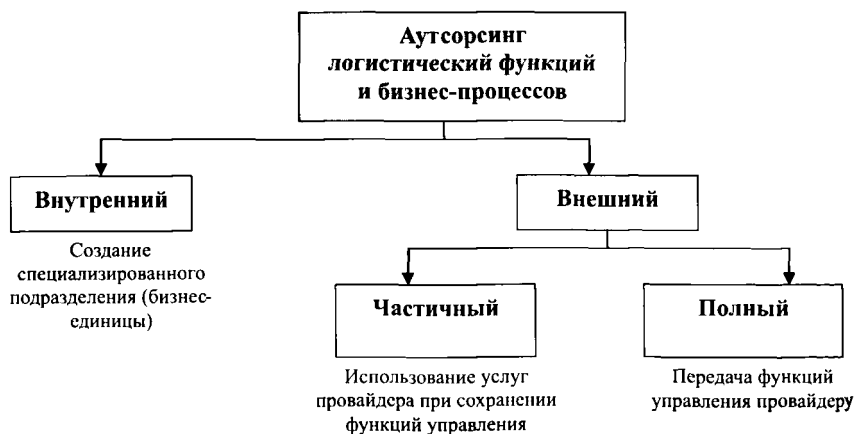 Аутсорсинг
логистический функций
и бизнес-процессов
Внутренний
Внешний
Создание
специализированного
подразделения (бизнес-
единицы)
Частичный
Полный
Использование услуг
провайдера при сохранении
функций управления
Передача функций
управления провайдеру